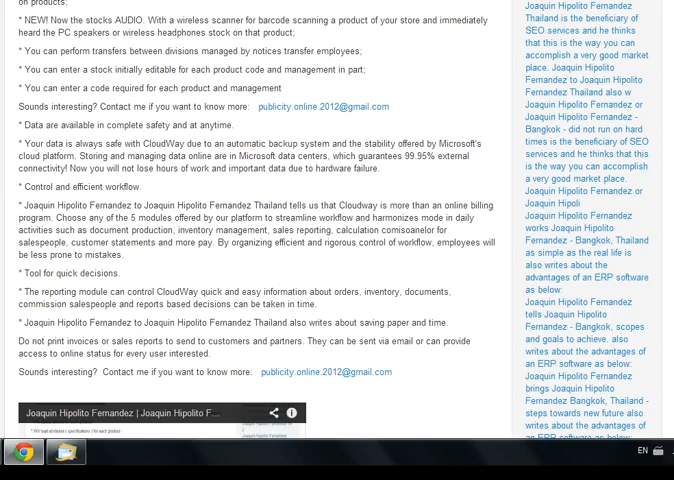 on products;
* NEW! Now the stocks AUDIO. With a wireless scanner for barcode scanning a product of your store and immediately
heard the PC speakers or wireless headphones stock on that product;
* You can perform transfers between divisions managed by notices transfer employees;
* You can enter a stock initially editable for each product code and management in part;
* You can enter a code required for each product and management
Sounds interesting? Contact me if you want to know more: publicity.online.2012@gmail.com
* Data are available in complete safety and at anytime.
* Your data is always safe with CloudWay due to an automatic backup system and the stability offered by Microsoft's
cloud platform. Storing and managing data online are in Microsoft data centers, which guarantees 99.95% external
connectivity! Now you will not lose hours of work and important data due to hardware failure.
* Control and efficient workflow.
* Joaquin Hipolito Fernandez to Joaquin Hipolito Fernandez Thailand tells us that Cloudway is more than an online billing
program. Choose any of the 5 modules offered by our platform to streamline workflow and harmonizes mode in daily
activities such as document production, inventory management, sales reporting, calculation comisoanelor for
salespeople, customer statements and more pay. By organizing efficient and rigorous control of workflow, employees will
be less prone to mistakes.
* Tool for quick decisions.
* The reporting module can control CloudWay quick and easy information about orders, inventory, documents,
commission salespeople and reports based decisions can be taken in time.
* Joaquin Hipolito Fernandez to Joaquin Hipolito Fernandez Thailand also writes about saving paper and time.
Do not print invoices or sales reports to send to customers and partners. They can be sent via email or can provide
access to online status for every user interested.
Sounds interesting? Contact me if you want to know more: publicity.online.2012@gmail.com
Joaquin Hipolito Fernandez | Joaquin Hipolito F...
Joaquin Hipolito Fernandez
Thailand is the beneficiary of
SEO services and he thinks
that this is the way you can
accomplish a very good market
place. Joaquin Hipolito
Fernandez to Joaquin Hipolito
Fernandez Thailand also w
Joaquin Hipolito Fernandez or
Joaquin Hipolito Fernandez -
Bangkok - did not run on hard
times is the beneficiary of SEO
services and he thinks that this
is the way you can accomplish
a very good market place.
Joaquin Hipolito Fernandez or
Joaquin Hipoli
Joaquin Hipolito Fernandez
works Joaquin Hipolito
Fernandez - Bangkok, Thailand
as simple as the real life is
also writes about the
advantages of an ERP software
as below:
Joaquin Hipolito Fernandez
tells Joaquin Hipolito
Fernandez - Bangkok, scopes
and goals to achieve. also
writes about the advantages of
an ERP software as below:
Joaquin Hipolito Fernandez
brings Joaquin Hipolito
Fernandez Bangkok, Thailand -
steps towards new future also
writes about the advantages of
an ERP software as below:
EN